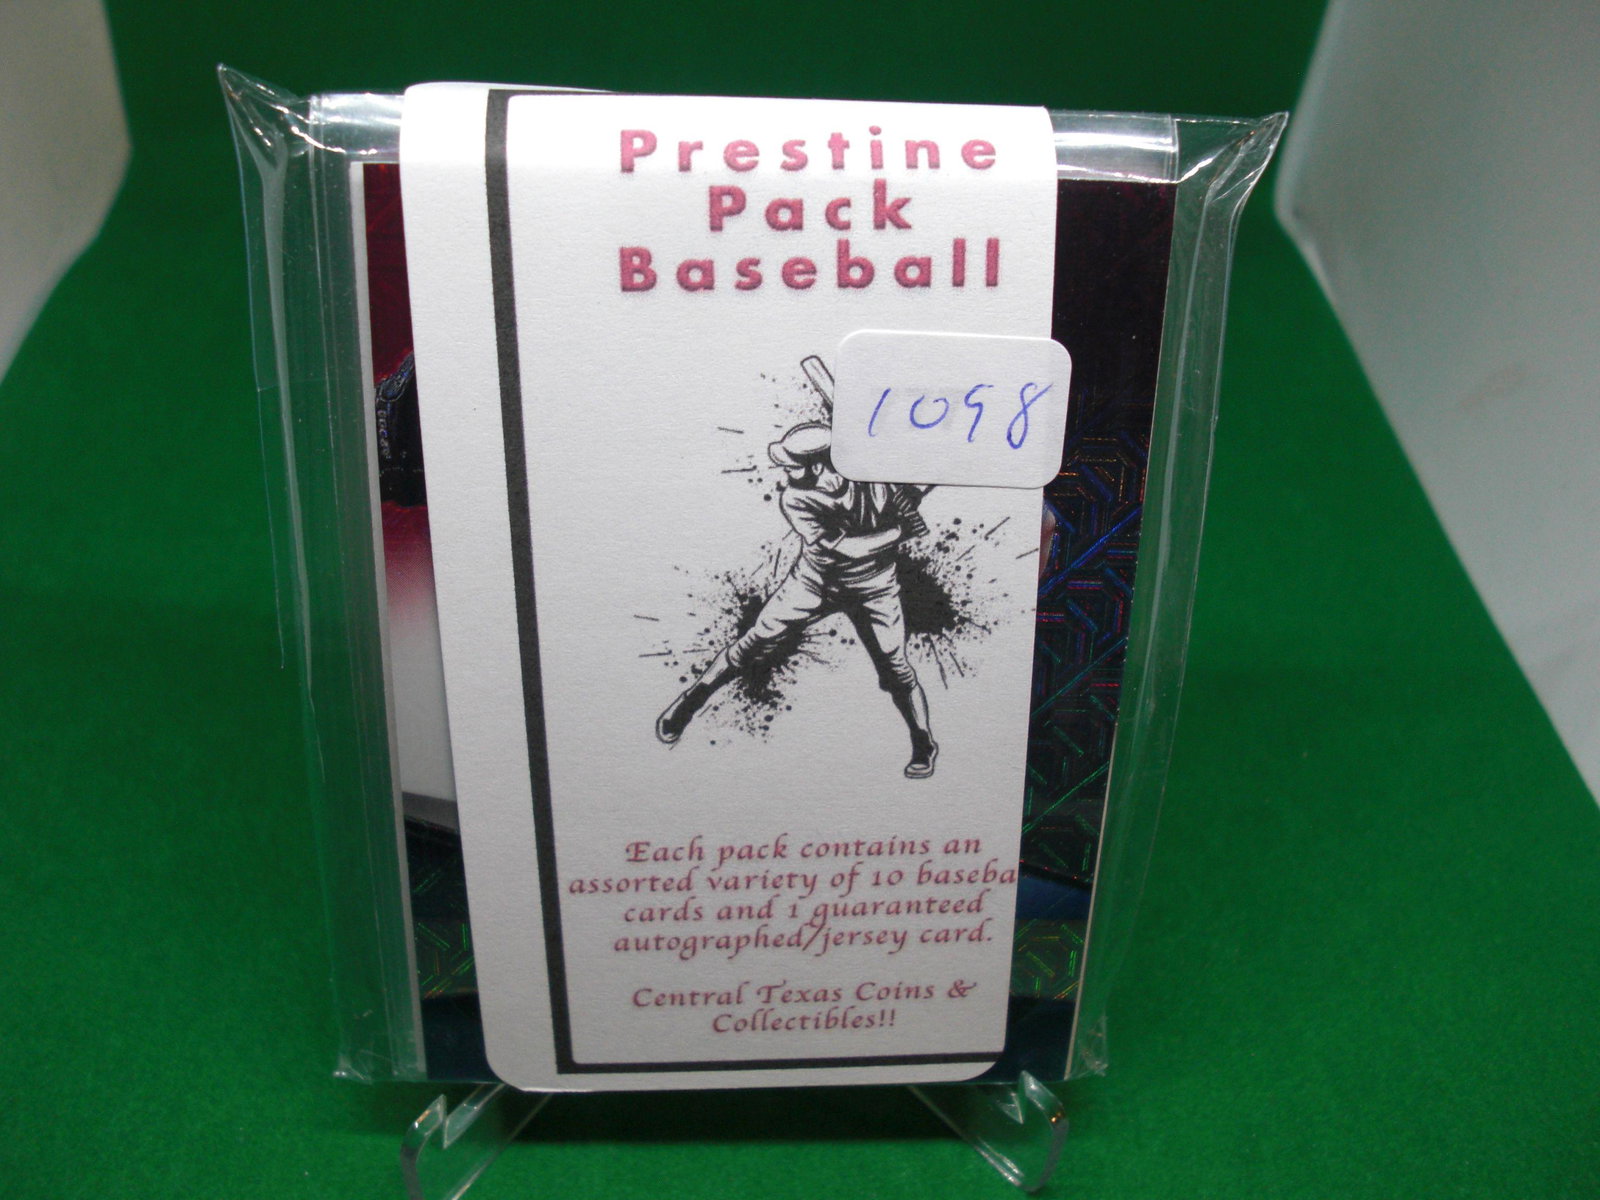 Prestine
Pack
Baseball
1098
Each pack contains an
assorted variety of 10 baseba
cards and 1 guaranteed
autographed/jersey card.
Central Texas Coins &
Collectibles!!